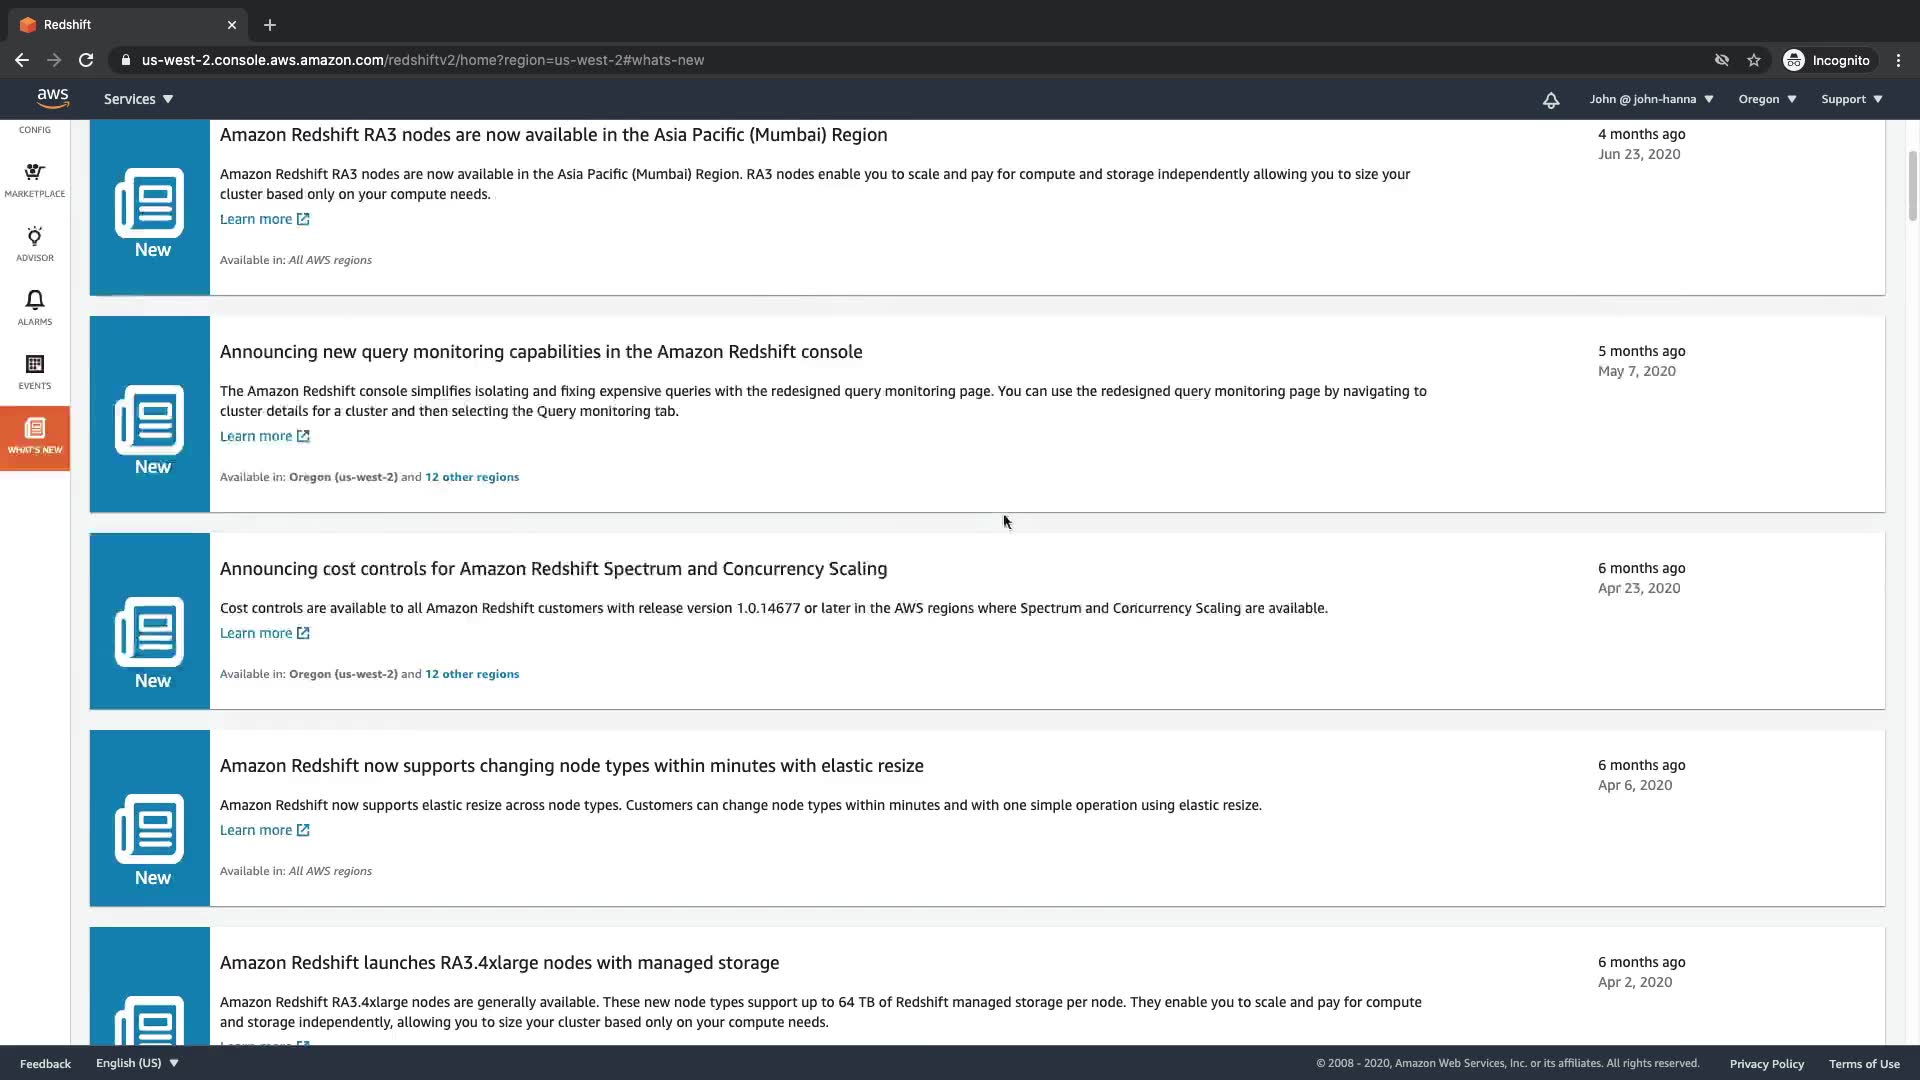 Redshift
us-west-2.console.aws.amazon.com/redshiftv2/home?region=us-west-2#whats-new
Incognito
aws
Services
John @ john-hanna
Oregon
Support
CONFIG
MARKETPLACE
ADVISOR
ALARMS
EVENTS
WHAT'S NEW
New
Amazon Redshift RA3 nodes are now available in the Asia Pacific (Mumbai) Region
4 months ago
Jun 23, 2020
Amazon Redshift RA3 nodes are now available in the Asia Pacific (Mumbai) Region. RA3 nodes enable you to scale and pay for compute and storage independently allowing you to size your
cluster based only on your compute needs.
Learn more
Available in: All AWS regions
New
Announcing new query monitoring capabilities in the Amazon Redshift console
5 months ago
May 7, 2020
The Amazon Redshift console simplifies isolating and fixing expensive queries with the redesigned query monitoring page. You can use the redesigned query monitoring page by navigating to
cluster details for a cluster and then selecting the Query monitoring tab.
Learn more
Available in: Oregon (us-west-2) and 12 other regions
New
Announcing cost controls for Amazon Redshift Spectrum and Concurrency Scaling
6 months ago
Apr 23, 2020
Cost controls are available to all Amazon Redshift customers with release version 1.0.14677 or later in the AWS regions where Spectrum and Concurrency Scaling are available.
Learn more
Available in: Oregon (us-west-2) and 12 other regions
New
Amazon Redshift now supports changing node types within minutes with elastic resize
6 months ago
Apr 6, 2020
Amazon Redshift now supports elastic resize across node types. Customers can change node types within minutes and with one simple operation using elastic resize.
Learn more
Available in: All AWS regions
Amazon Redshift launches RA3.4xlarge nodes with managed storage
6 months ago
Apr 2, 2020
Amazon Redshift RA3.4xlarge nodes are generally available. These new node types support up to 64 TB of Redshift managed storage per node. They enable you to scale and pay for compute
and storage independently, allowing you to size your cluster based only on your compute needs.
Feedback
English (US)
© 2008 - 2020, Amazon Web Services, Inc. or its affiliates. All rights reserved.
Privacy Policy
Terms of Use